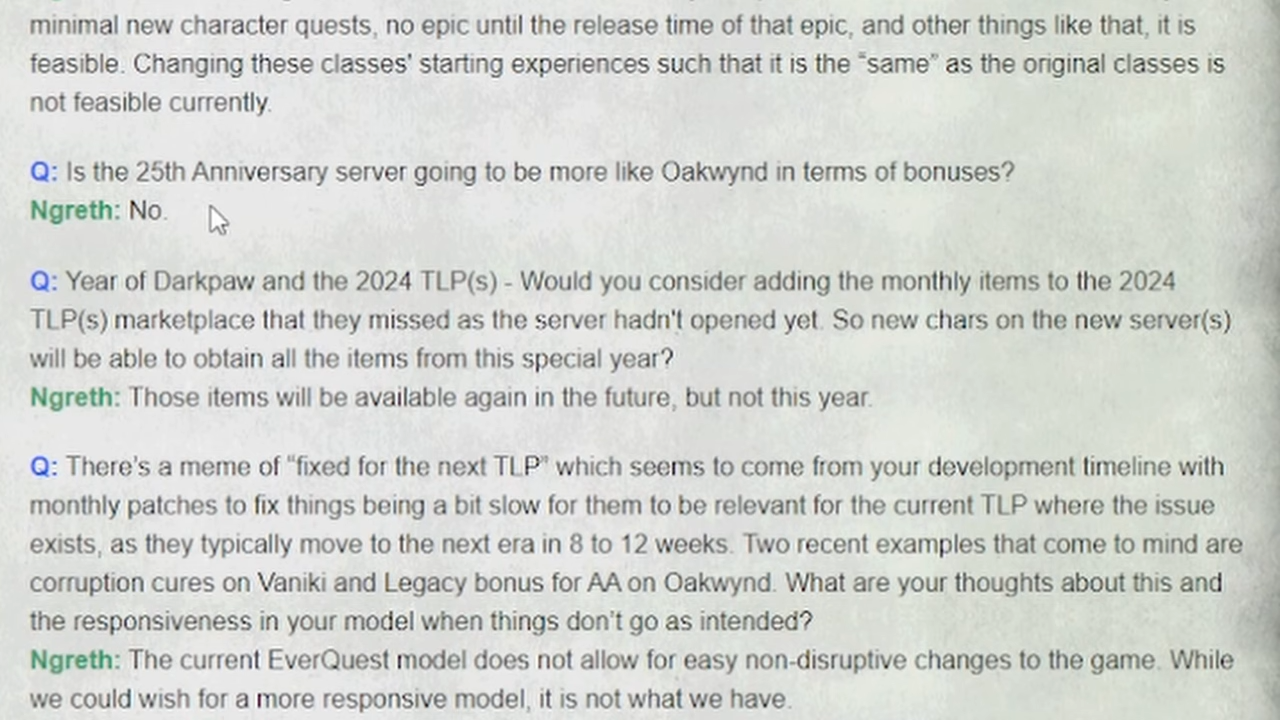 minimal new character quests, no epic until the release time of that epic, and other things like that, it is
feasible. Changing these classes' starting experiences such that it is the “same” as the original classes is
not feasible currently.
Q: Is the 25th Anniversary server going to be more like Oakwynd in terms of bonuses?
Ngreth: No.
Q: Year of Darkpaw and the 2024 TLP(s) - Would you consider adding the monthly items to the 2024
TLP(s) marketplace that they missed as the server hadn't opened yet. So new chars on the new server(s)
will be able to obtain all the items from this special year?
Ngreth: Those items will be available again in the future, but not this year.
Q: There's a meme of “fixed for the next TLP” which seems to come from your development timeline with
monthly patches to fix things being a bit slow for them to be relevant for the current TLP where the issue
exists, as they typically move to the next era in 8 to 12 weeks. Two recent examples that come to mind are
corruption cures on Vaniki and Legacy bonus for AA on Oakwynd. What are your thoughts about this and
the responsiveness in your model when things don't go as intended?
Ngreth: The current EverQuest model does not allow for easy non-disruptive changes to the game. While
we could wish for a more responsive model, it is not what we have.